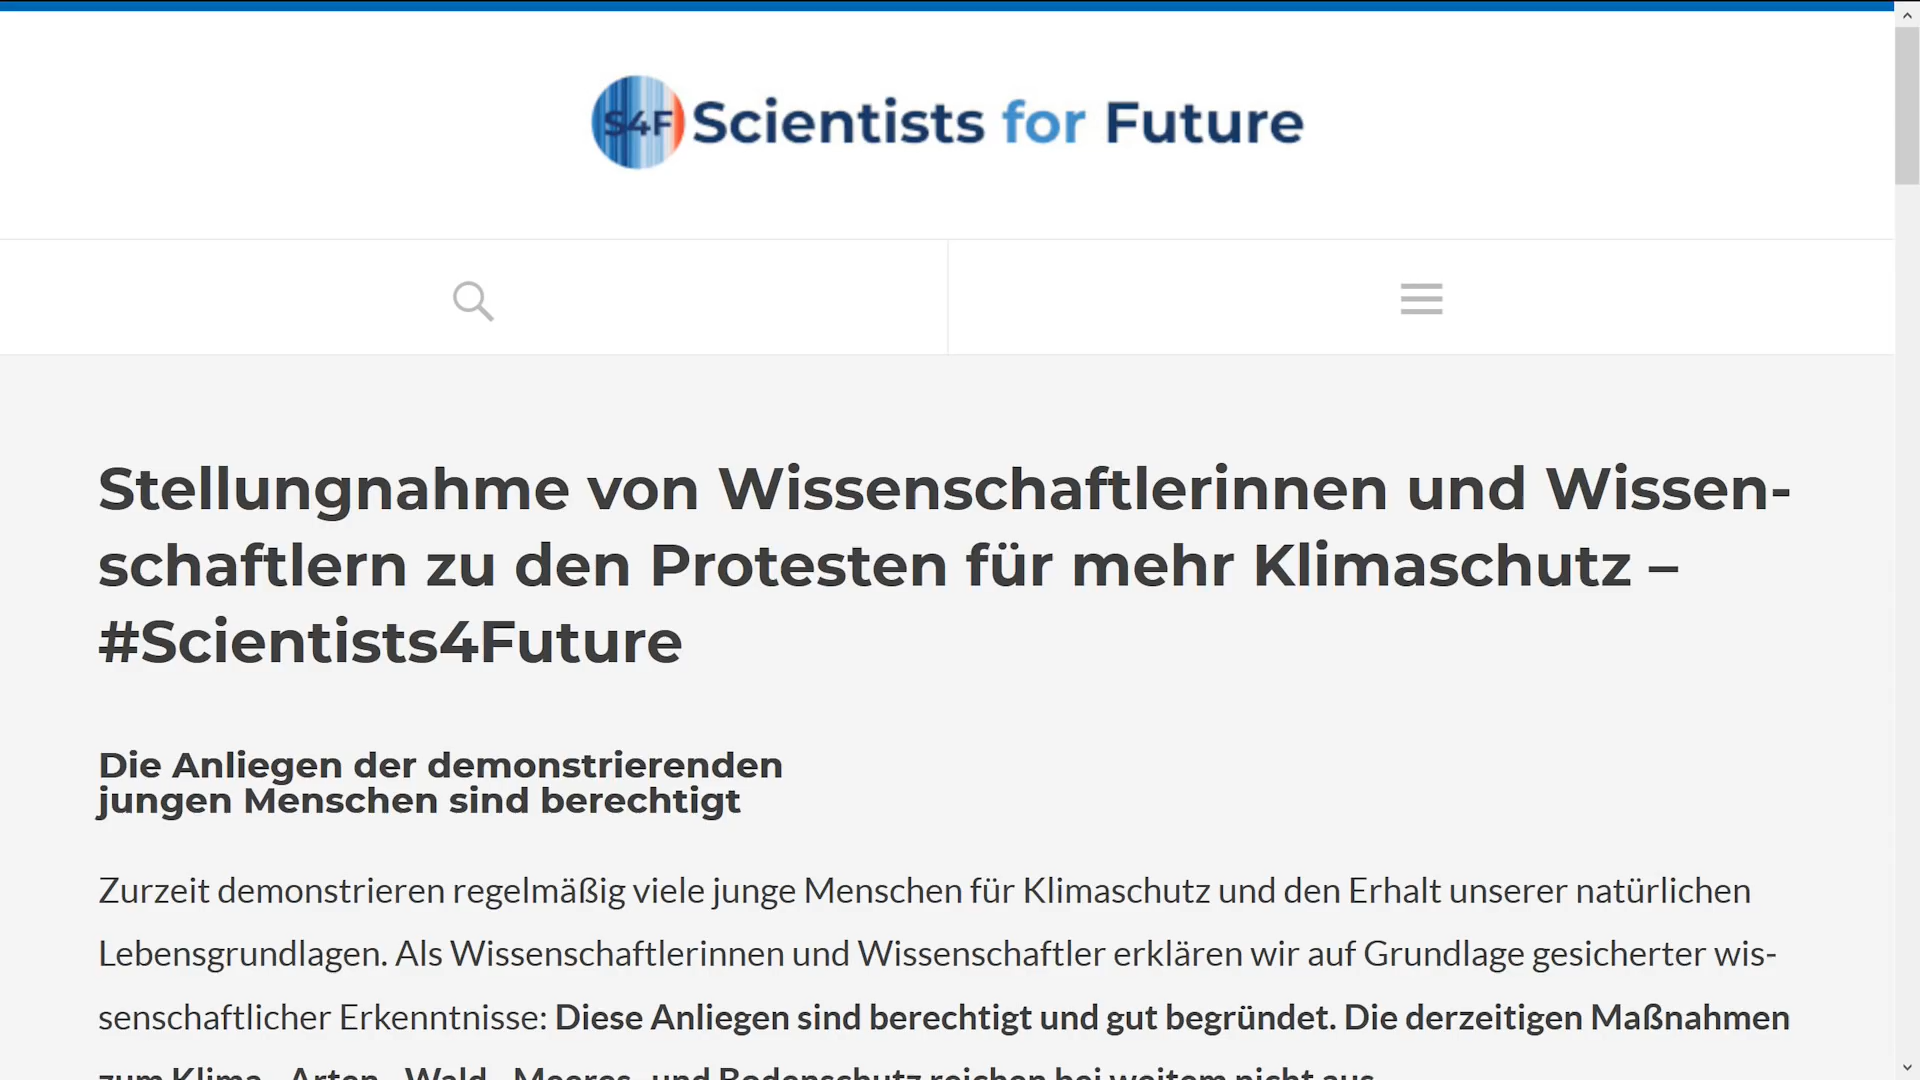 S4F Scientists for Future
Stellungnahme von Wissenschaftlerinnen und Wissen-
schaftlern zu den Protesten für mehr Klimaschutz –
#Scientists4Future
Die Anliegen der demonstrierenden
jungen Menschen sind berechtigt
Zurzeit demonstrieren regelmäßig viele junge Menschen für Klimaschutz und den Erhalt unserer natürlichen
Lebensgrundlagen. Als Wissenschaftlerinnen und Wissenschaftler erklären wir auf Grundlage gesicherter wis-
senschaftlicher Erkenntnisse: Diese Anliegen sind berechtigt und gut begründet. Die derzeitigen Maßnahmen
zum Klima-, Arten-, Wald-, Meeres- und Bodenschutz reichen bei weitem nicht aus.